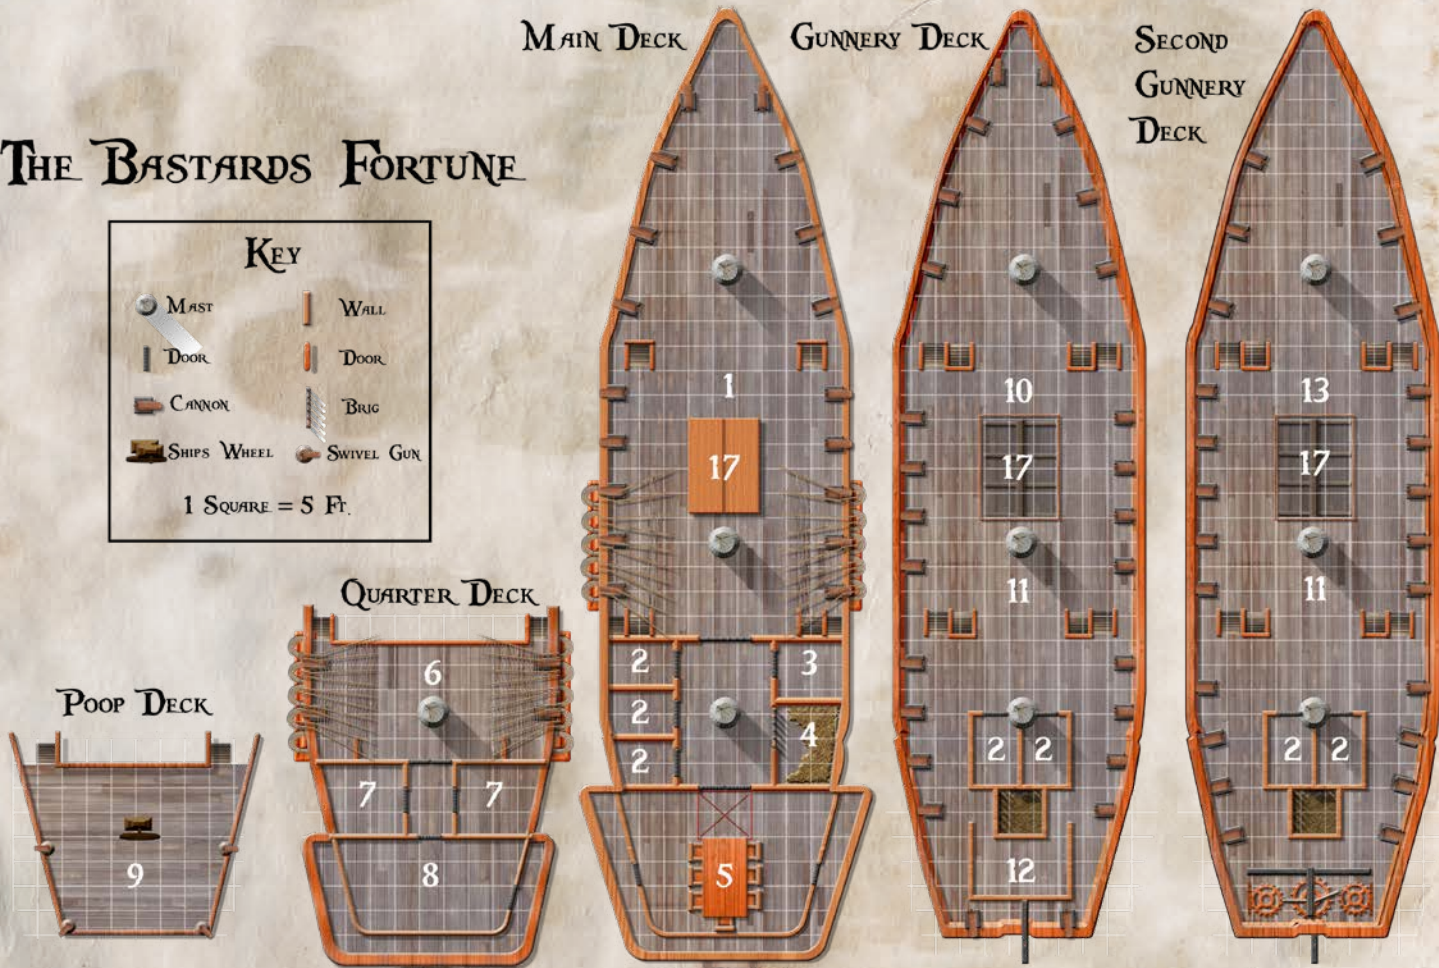 The Bastards Fortune
Key
Mast
Wall
Door
Door
Cannon
Brig
Ships Wheel
Swivel Gun
1 Square = 5 Ft.
Poop Deck
9
Quarter Deck
6
7 7
8
Main Deck
1
17
2 3
2
4
2
5
Gunnery Deck
10
17
11
2 2
12
Second
Gunnery
Deck
13
17
11
2 2